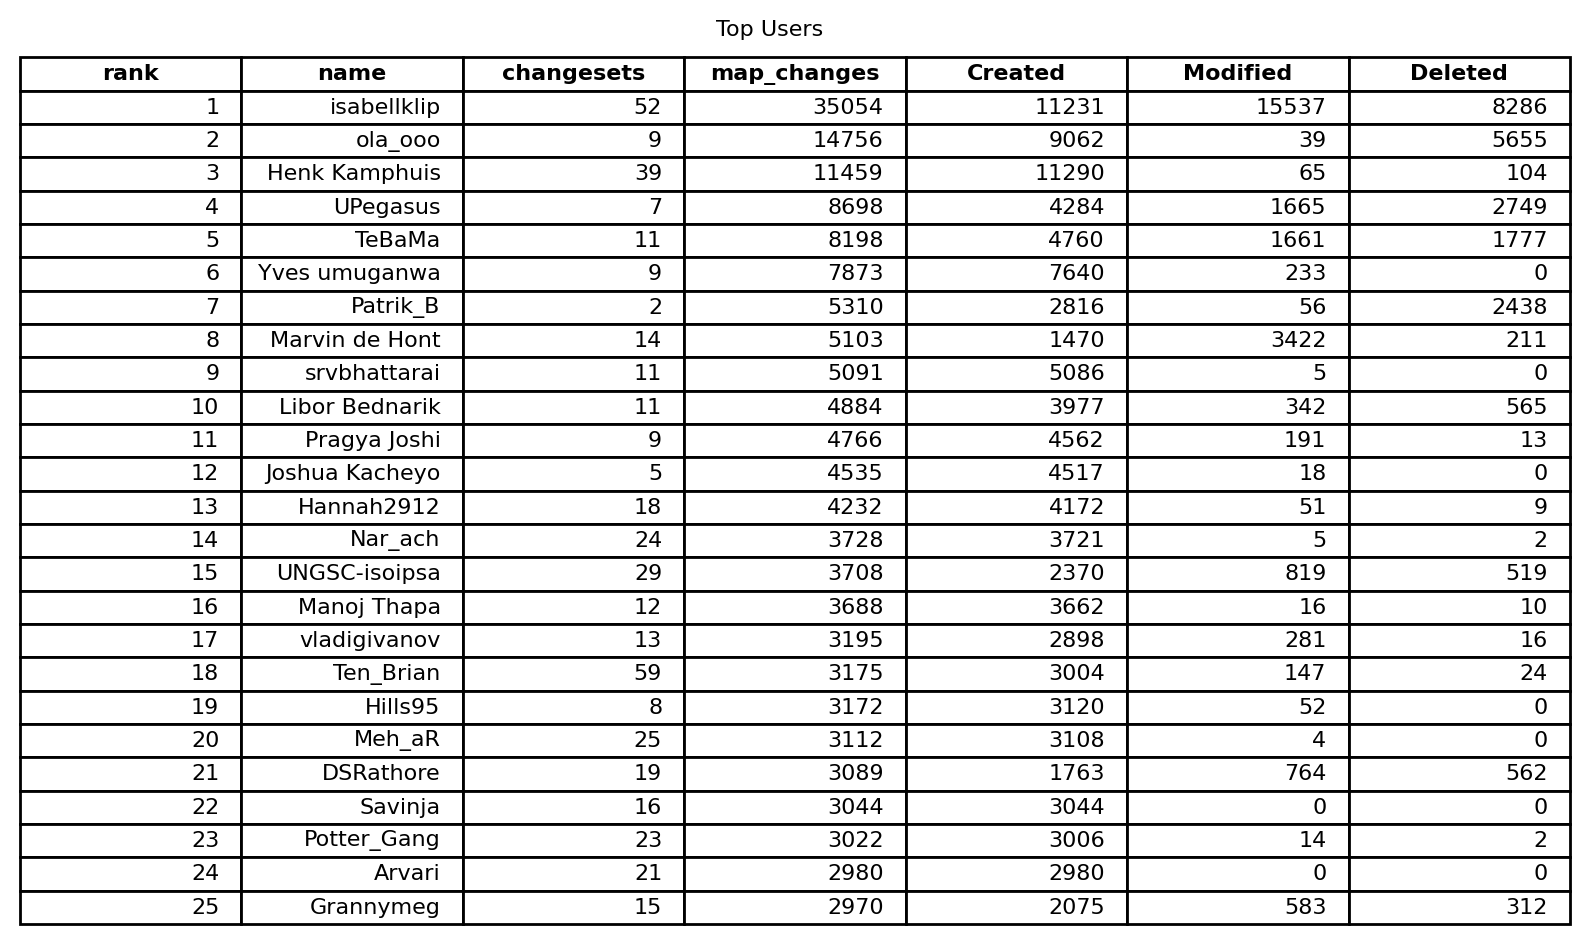 Top Users
rank name changesets map_changes Created Modified Deleted
1 isabellklip 52 35054 11231 15537 8286
2 ola_ooo 9 14756 9062 39 5655
3 Henk Kamphuis 39 11459 11290 65 104
4 UPegasus 7 8698 4284 1665 2749
5 TeBaMa 11 8198 4760 1661 1777
6 Yves umuganwa 9 7873 7640 233 0
7 Patrik_B 2 5310 2816 56 2438
8 Marvin de Hont 14 5103 1470 3422 211
9 srvbhattarai 11 5091 5086 5 0
10 Libor Bednarik 11 4884 3977 342 565
11 Pragya Joshi 9 4766 4562 191 13
12 Joshua Kacheyo 5 4535 4517 18 0
13 Hannah2912 18 4232 4172 51 9
14 Nar_ach 24 3728 3721 5 2
15 UNGSC-isoipsa 29 3708 2370 819 519
16 Manoj Thapa 12 3688 3662 16 10
17 vladigivanov 13 3195 2898 281 16
18 Ten_Brian 59 3175 3004 147 24
19 Hills95 8 3172 3120 52 0
20 Meh_aR 25 3112 3108 4 0
21 DSRathore 19 3089 1763 764 562
22 Savinja 16 3044 3044 0 0
23 Potter_Gang 23 3022 3006 14 2
24 Arvari 21 2980 2980 0 0
25 Grannymeg 15 2970 2075 583 312